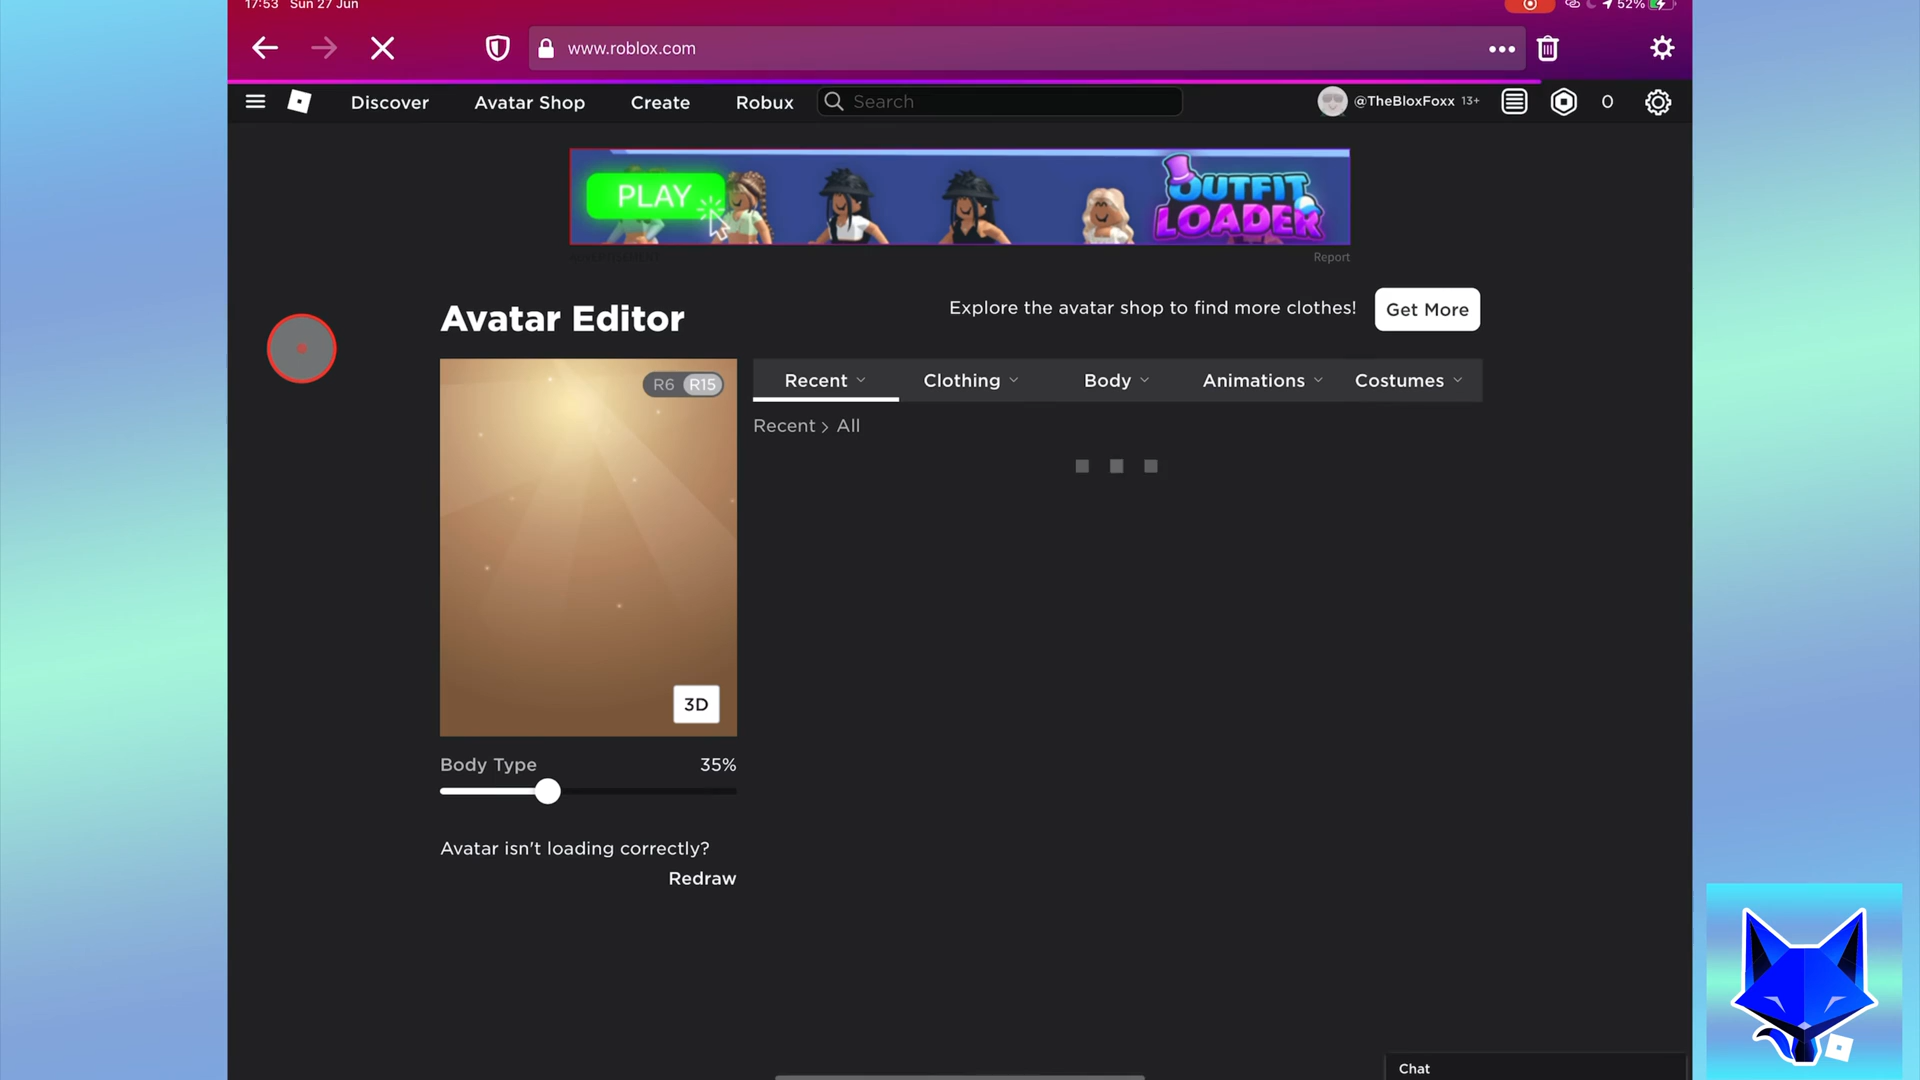 17:53 Sun 27 Jun
52%
www.roblox.com
Discover
Avatar Shop
Create
Robux
Search
@TheBloxFoxx 13+
0
PLAY
OUTFIT
LOADER
ADVERTISEMENT
Report
Avatar Editor
Explore the avatar shop to find more clothes!
Get More
R6 R15
Recent
Clothing
Body
Animations
Costumes
Recent > All
3D
Body Type 35%
Avatar isn't loading correctly?
Redraw
Chat